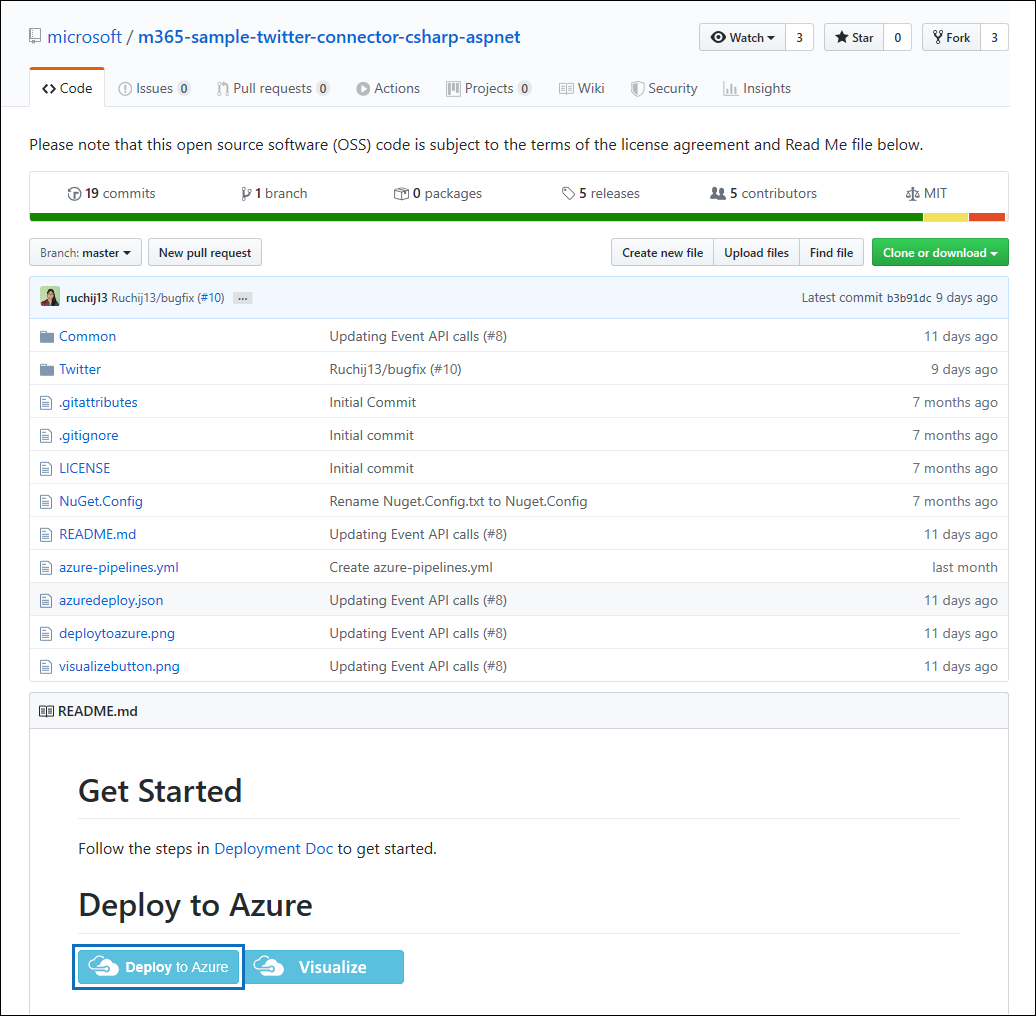 microsoft / m365-sample-twitter-connector-csharp-aspnet Watch 3 Star 0 Fork 3
Code Issues 0 Pull requests 0 Actions Projects 0 Wiki Security Insights
Please note that this open source software (OSS) code is subject to the terms of the license agreement and Read Me file below.
19 commits 1 branch 0 packages 5 releases 5 contributors MIT
Branch: master New pull request Create new file Upload files Find file Clone or download
ruchij13 Ruchij13/bugfix (#10) ... Latest commit b3b91dc 9 days ago
Common Updating Event API calls (#8) 11 days ago
Twitter Ruchij13/bugfix (#10) 9 days ago
.gitattributes Initial Commit 7 months ago
.gitignore Initial commit 7 months ago
LICENSE Initial commit 7 months ago
NuGet.Config Rename Nuget.Config.txt to Nuget.Config 7 months ago
README.md Updating Event API calls (#8) 11 days ago
azure-pipelines.yml Create azure-pipelines.yml last month
azuredeploy.json Updating Event API calls (#8) 11 days ago
deploytoazure.png Updating Event API calls (#8) 11 days ago
visualizebutton.png Updating Event API calls (#8) 11 days ago
README.md
Get Started
Follow the steps in Deployment Doc to get started.
Deploy to Azure
Deploy to Azure Visualize